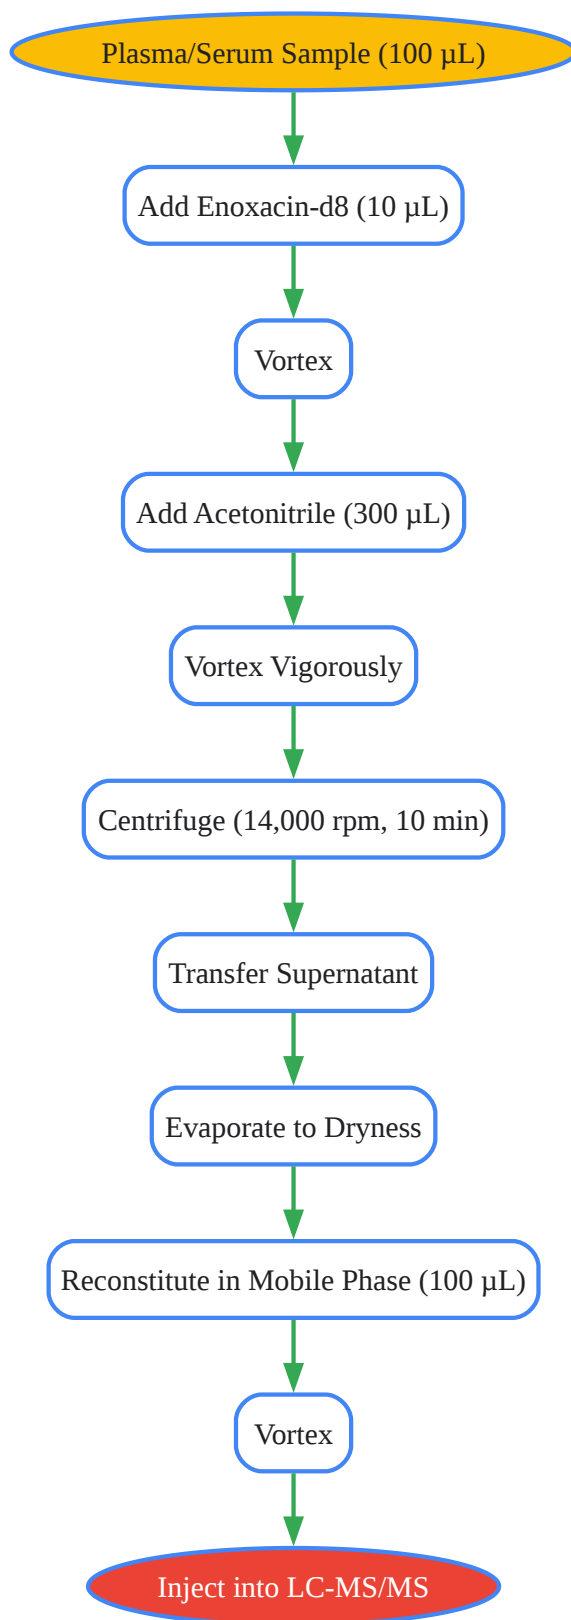 Plasma/Serum Sample (100 µL)
Add Enoxacin-d8 (10 µL)
Vortex
Add Acetonitrile (300 µL)
Vortex Vigorously
Centrifuge (14,000 rpm, 10 min)
Transfer Supernatant
Evaporate to Dryness
Reconstitute in Mobile Phase (100 µL)
Vortex
Inject into LC-MS/MS